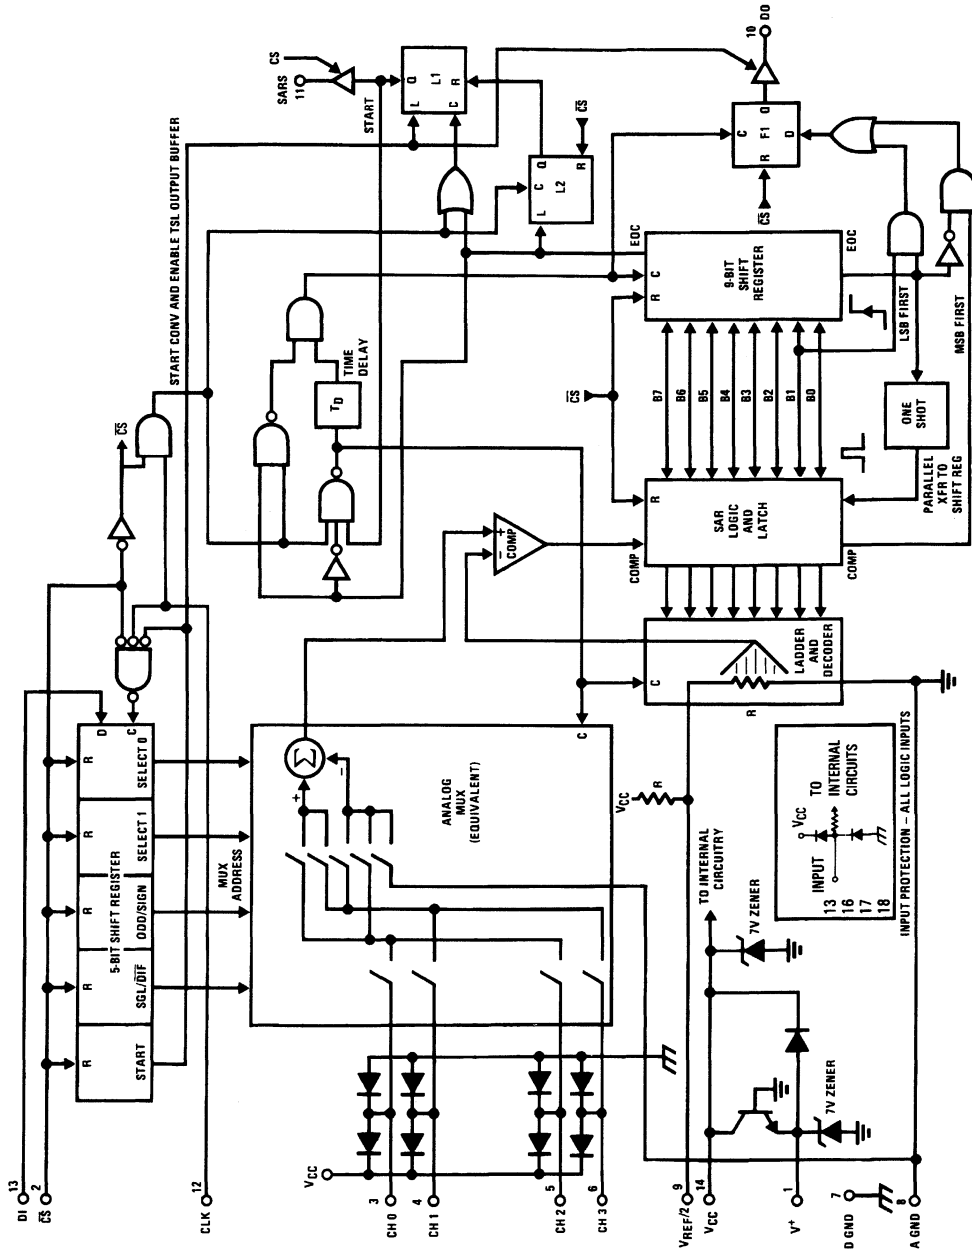 DI
13
CS
2
CLK
12
5-BIT SHIFT REGISTER
R
START
R
SGL/DIF
R
ODD/SIGN
R
SELECT 1
R
SELECT 0
D
C
CS
START CONV AND ENABLE TSL OUTPUT BUFFER
MUX
ADDRESS
VCC
CH 0
3
CH 1
4
CH 2
5
CH 3
6
ANALOG
MUX
(EQUIVALENT)
Σ
+
–
C
TD
TIME
DELAY
SARS
11
CS
START
L
Q
L1
C
R
L
C
Q
L2
R
CS
COMP
+
–
CS
EOC
R
C
9-BIT
SHIFT
REGISTER
EOC
B7
B6
B5
B4
B3
B2
B1
B0
COMP
R
SAR
LOGIC
AND
LATCH
COMP
C
LADDER
AND
DECODER
R
C
R
F1
Q
D
CS
10
DO
LSB FIRST
MSB FIRST
ONE
SHOT
PARALLEL
XFR TO
SHIFT REG
VCC
R
VREF/2
9
VCC
14
V+
1
D GND
7
A GND
8
TO INTERNAL
CIRCUITRY
7V ZENER
7V ZENER
INPUT
VCC
TO
INTERNAL
CIRCUITS
13
16
17
18
INPUT PROTECTION – ALL LOGIC INPUTS